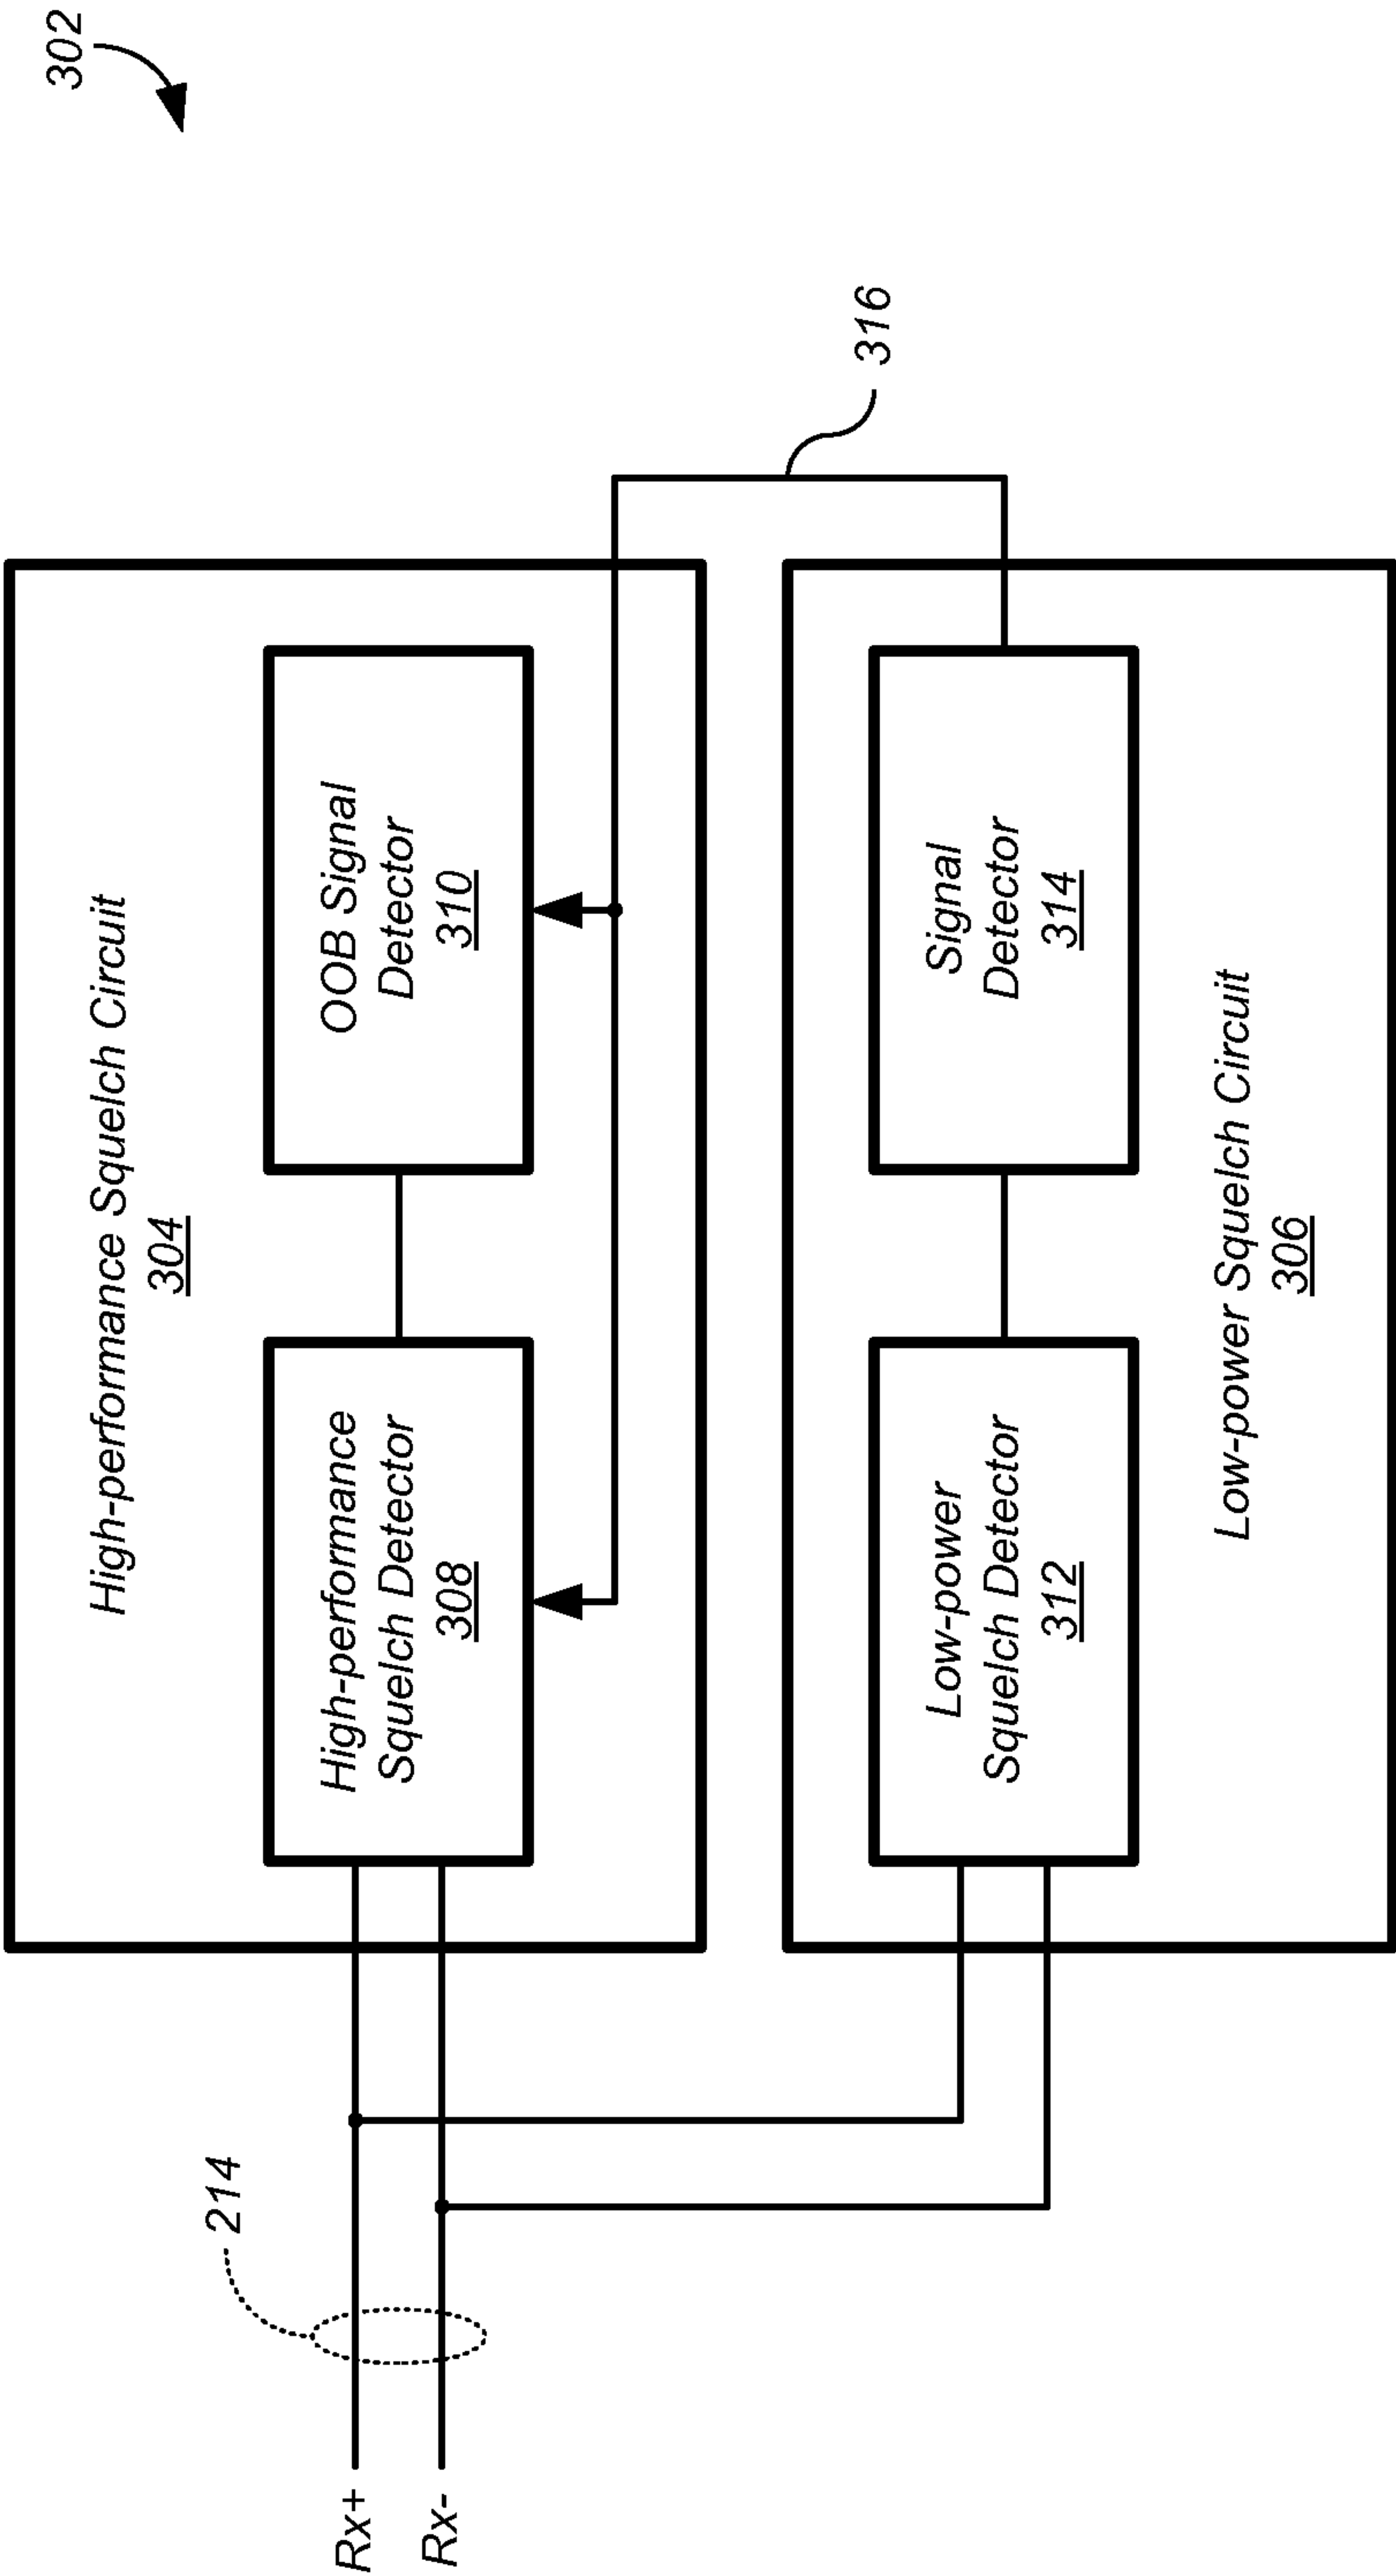 302
High-performance Squelch Circuit
304
High-performance
Squelch Detector
308
OOB Signal
Detector
310
214
Rx+
Rx-
316
Low-power
Squelch Detector
312
Signal
Detector
314
Low-power Squelch Circuit
306